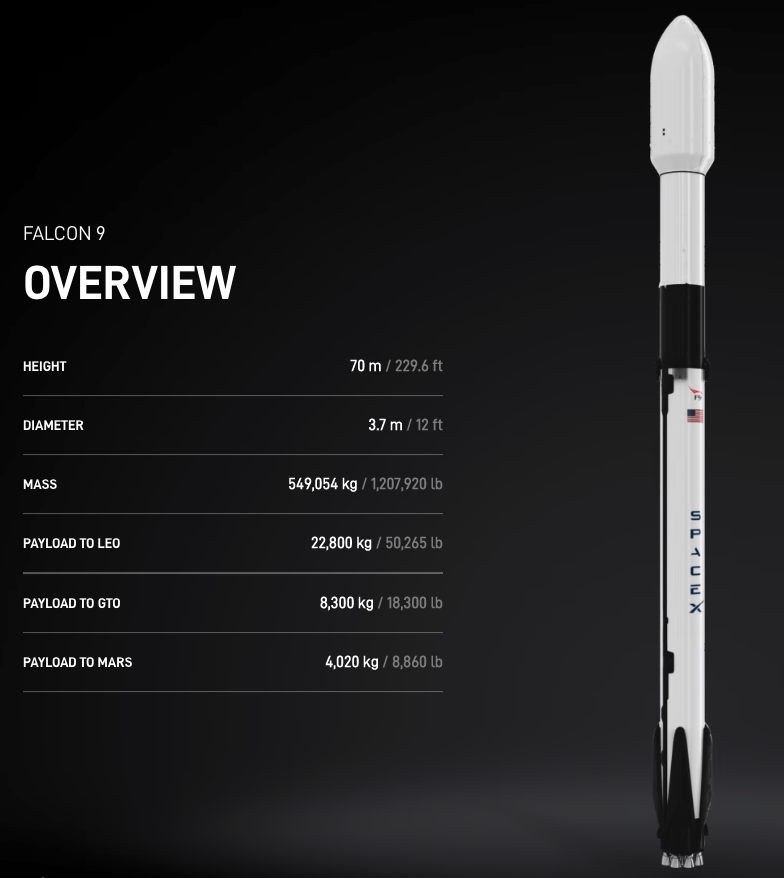 FALCON 9
OVERVIEW
HEIGHT 70 m / 229.6 ft
DIAMETER 3.7 m / 12 ft
MASS 549,054 kg / 1,207,920 lb
PAYLOAD TO LEO 22,800 kg / 50,265 lb
PAYLOAD TO GTO 8,300 kg / 18,300 lb
PAYLOAD TO MARS 4,020 kg / 8,860 lb
F9
SPACEX